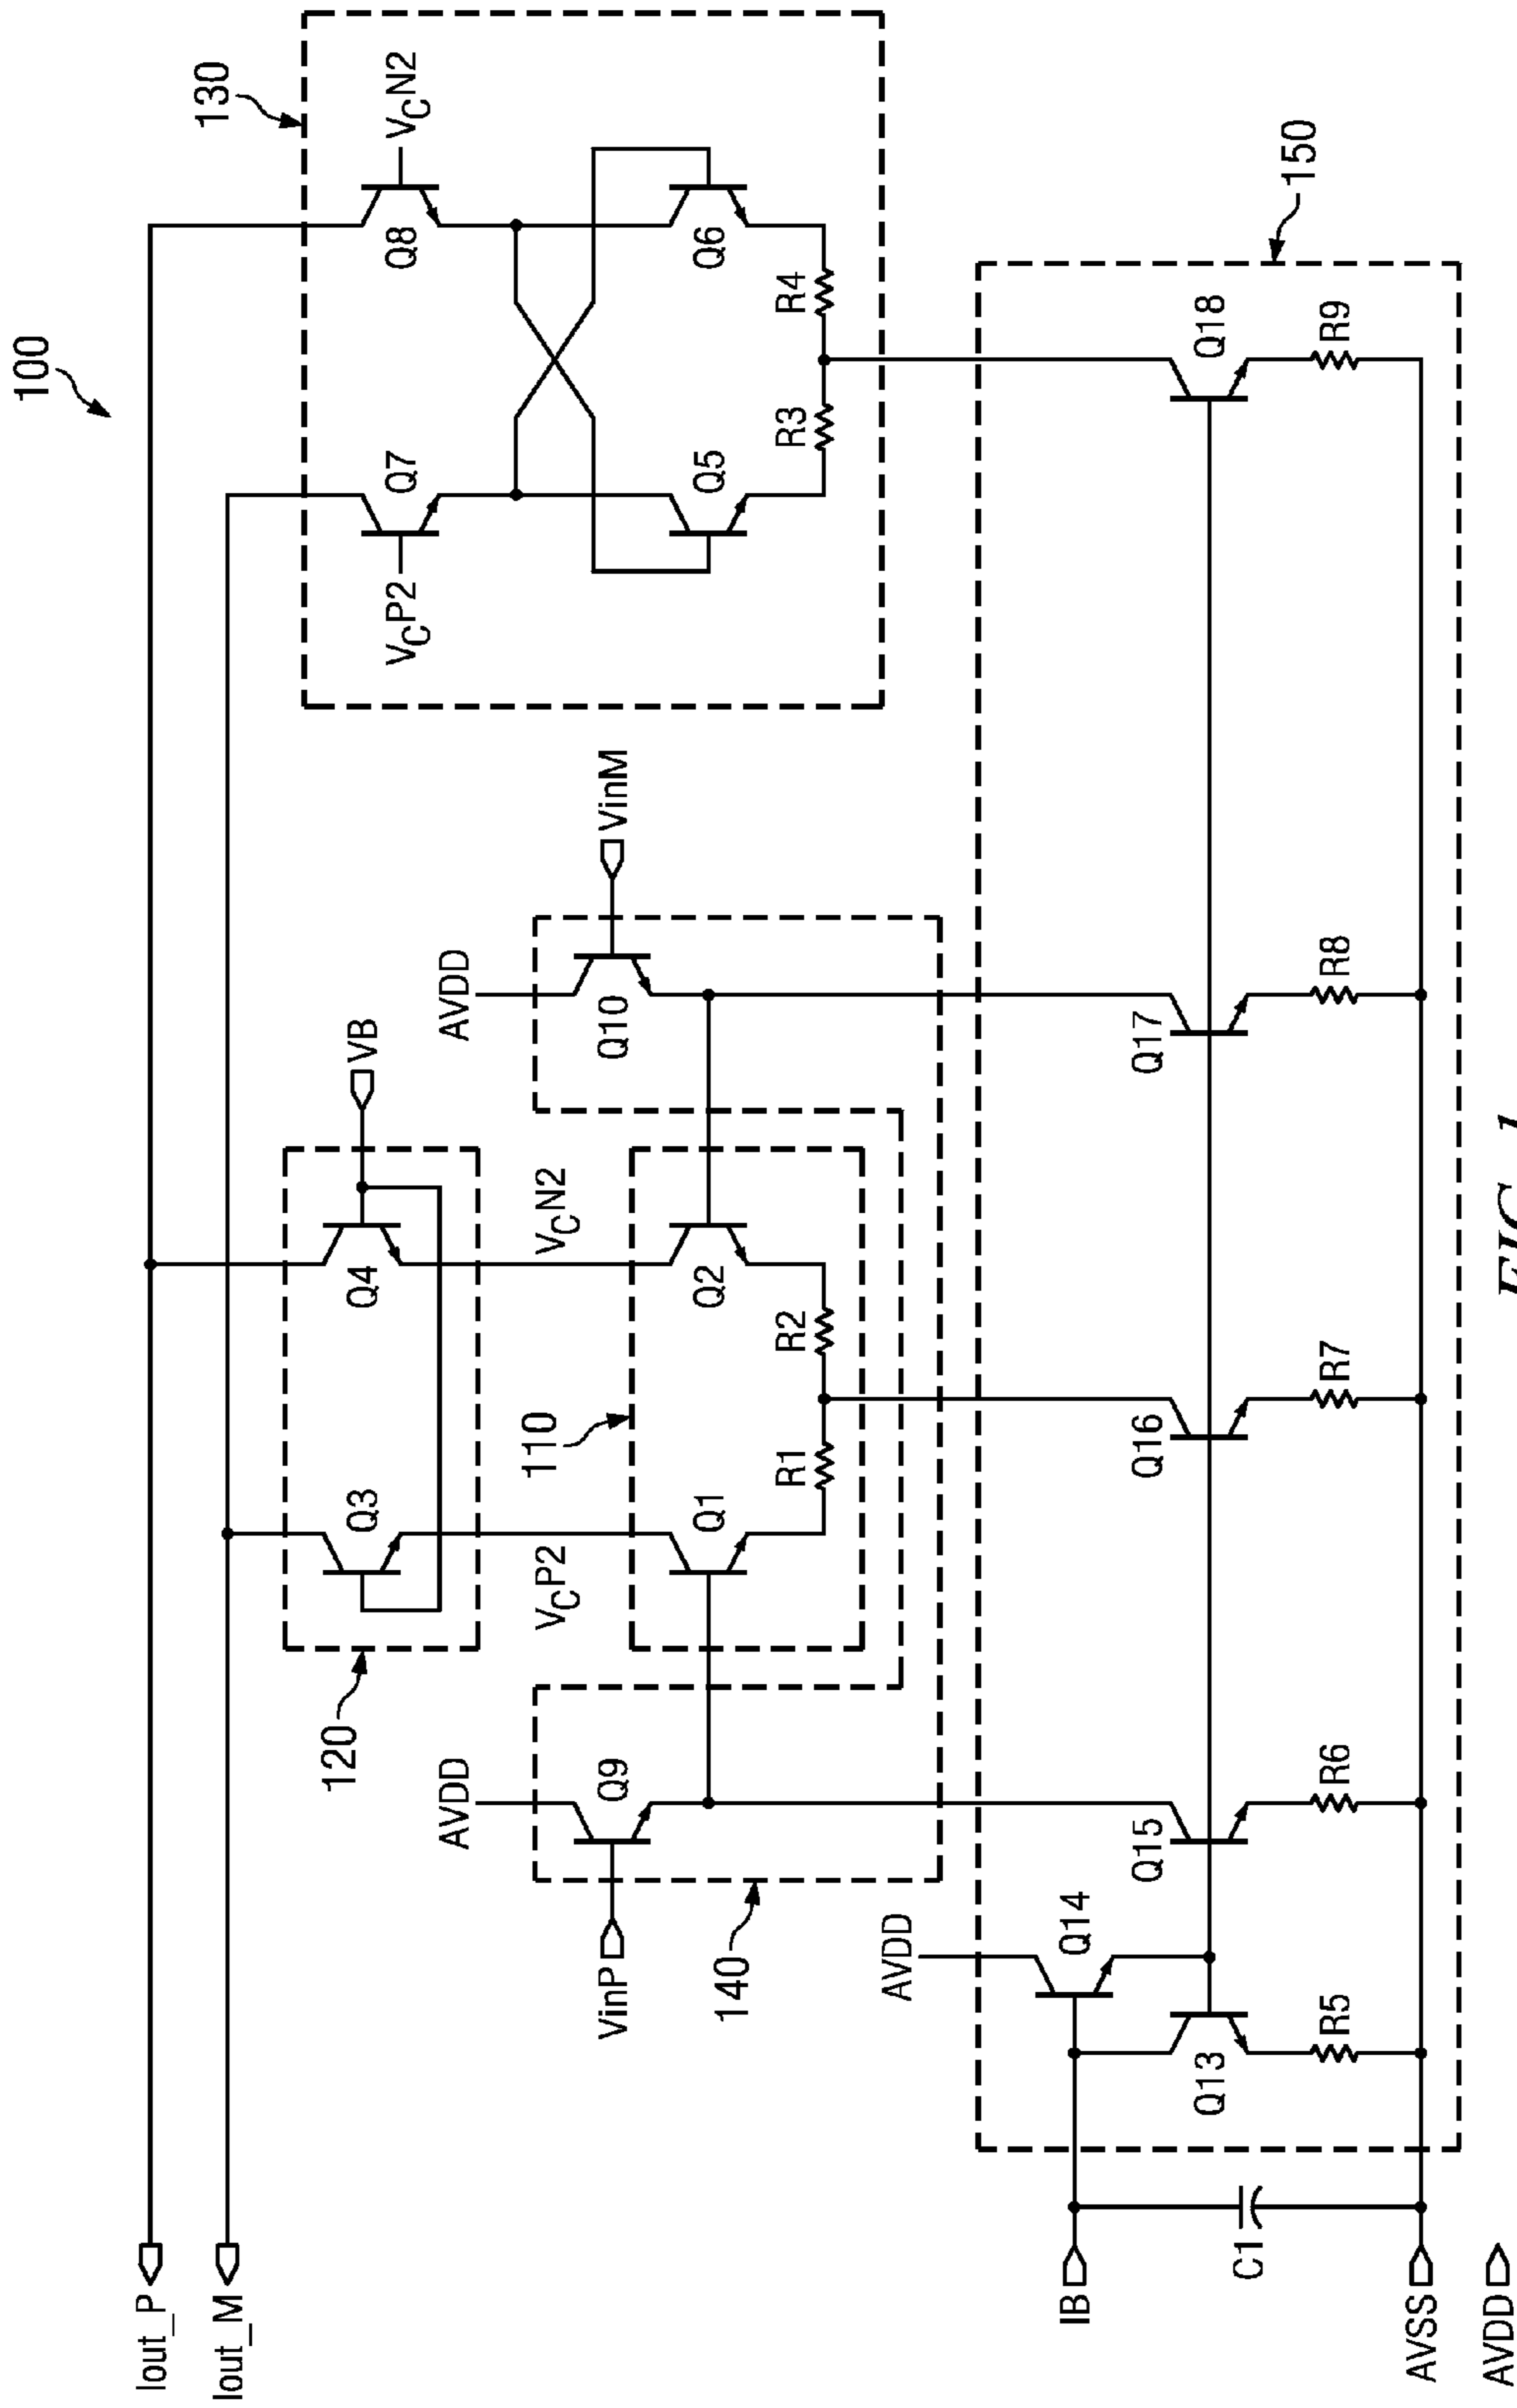 100
Iout_P
Iout_M
130
VCP2
Q7
Q8
VCN2
Q5
Q6
R3
R4
120
Q3
Q4
VB
VCP2
VCN2
110
Q1
Q2
R1
R2
AVDD
VinP
Q9
140
AVDD
Q10
VinM
150
AVDD
IB
Q14
Q13
Q15
Q16
Q17
Q18
C1
R5
R6
R7
R8
R9
AVSS
AVDD